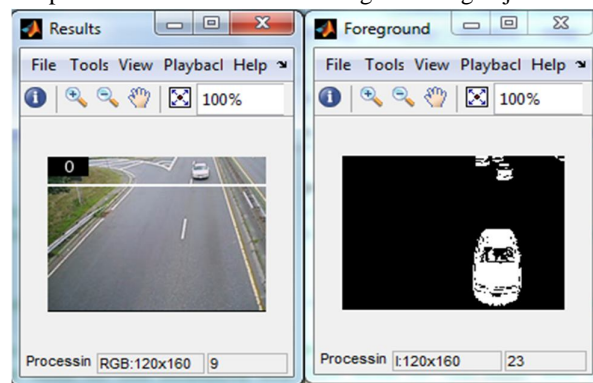 Results
File Tools View Playbacl Help
100%
0
Processin RGB:120x160 9
Foreground
File Tools View Playbacl Help
100%
Processin I:120x160 23